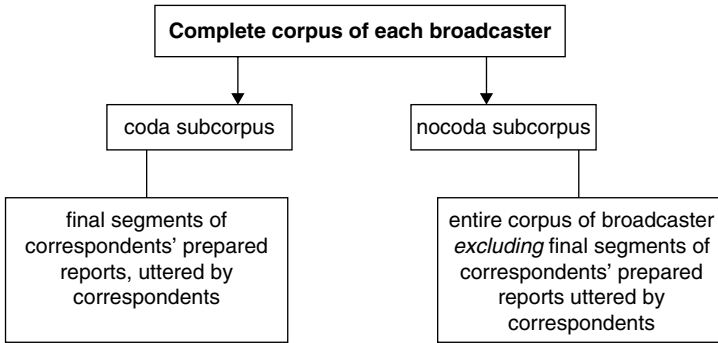 Complete corpus of each broadcaster
coda subcorpus
nocoda subcorpus
final segments of
correspondents’ prepared
reports, uttered by
correspondents
entire corpus of broadcaster
excluding final segments of
correspondents’ prepared
reports uttered by
correspondents